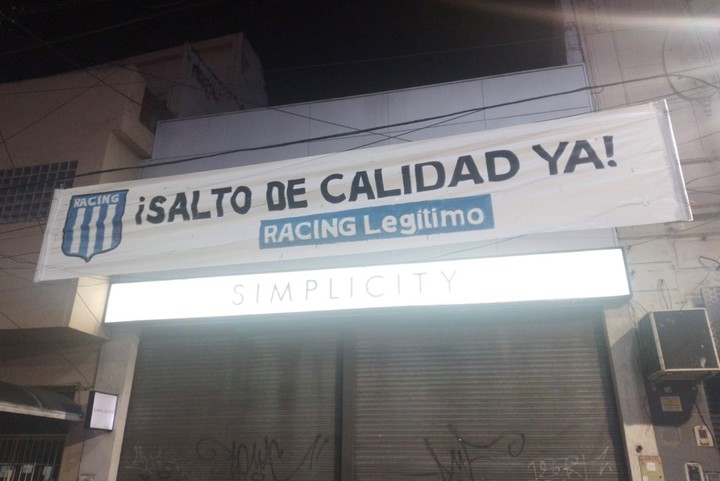 RACING
¡SALTO DE CALIDAD YA!
RACING Legítimo
SIMPLICITY